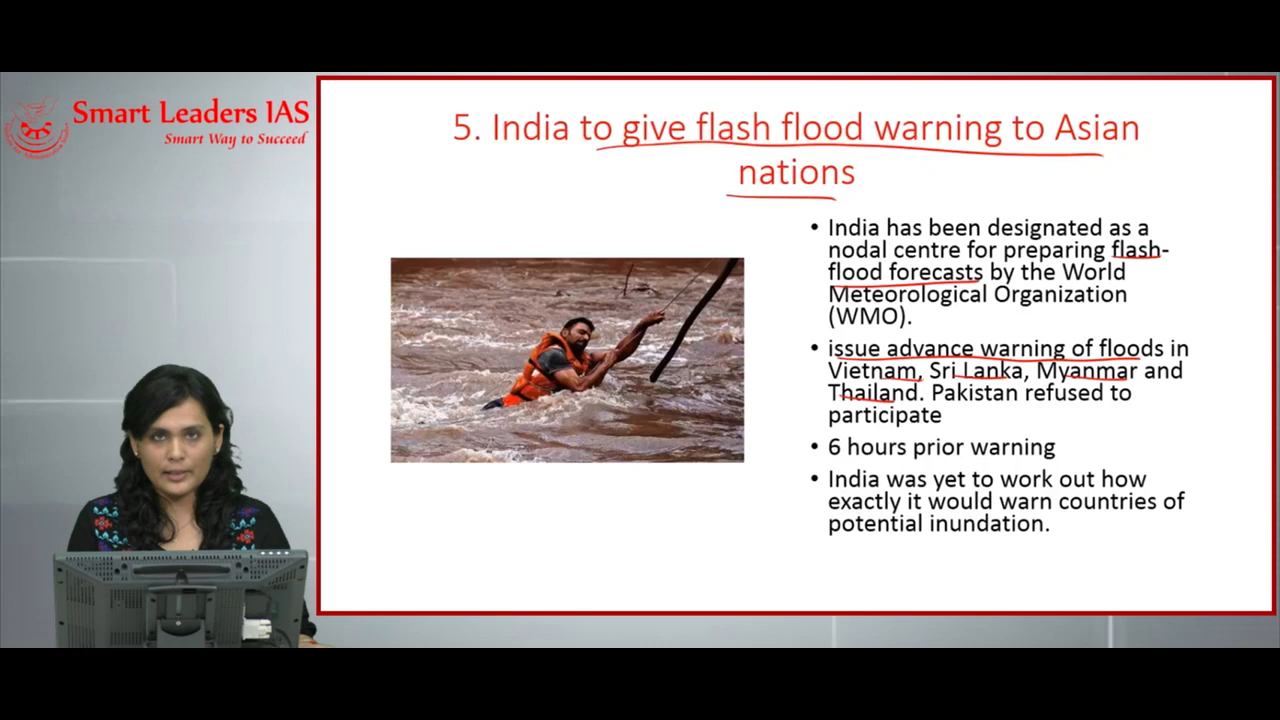 Smart Leaders IAS
Smart Way to Succeed
5. India to give flash flood warning to Asian
nations
• India has been designated as a
nodal centre for preparing flash-
flood forecasts by the World
Meteorological Organization
(WMO).
• issue advance warning of floods in
Vietnam, Sri Lanka, Myanmar and
Thailand. Pakistan refused to
participate
• 6 hours prior warning
• India was yet to work out how
exactly it would warn countries of
potential inundation.